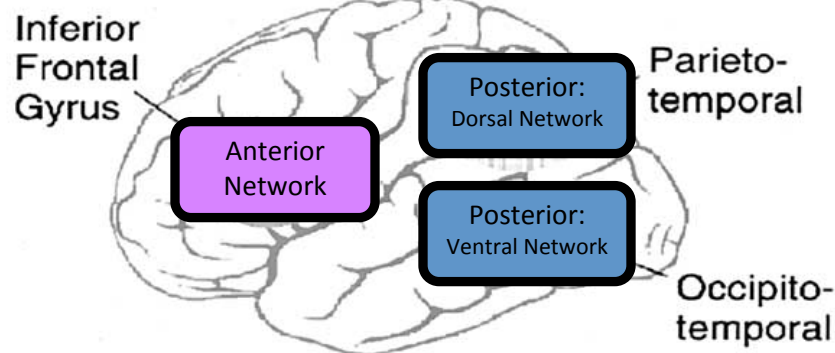 Inferior
Frontal
Gyrus
Anterior
Network
Posterior:
Dorsal Network
Parieto-
temporal
Posterior:
Ventral Network
Occipito-
temporal